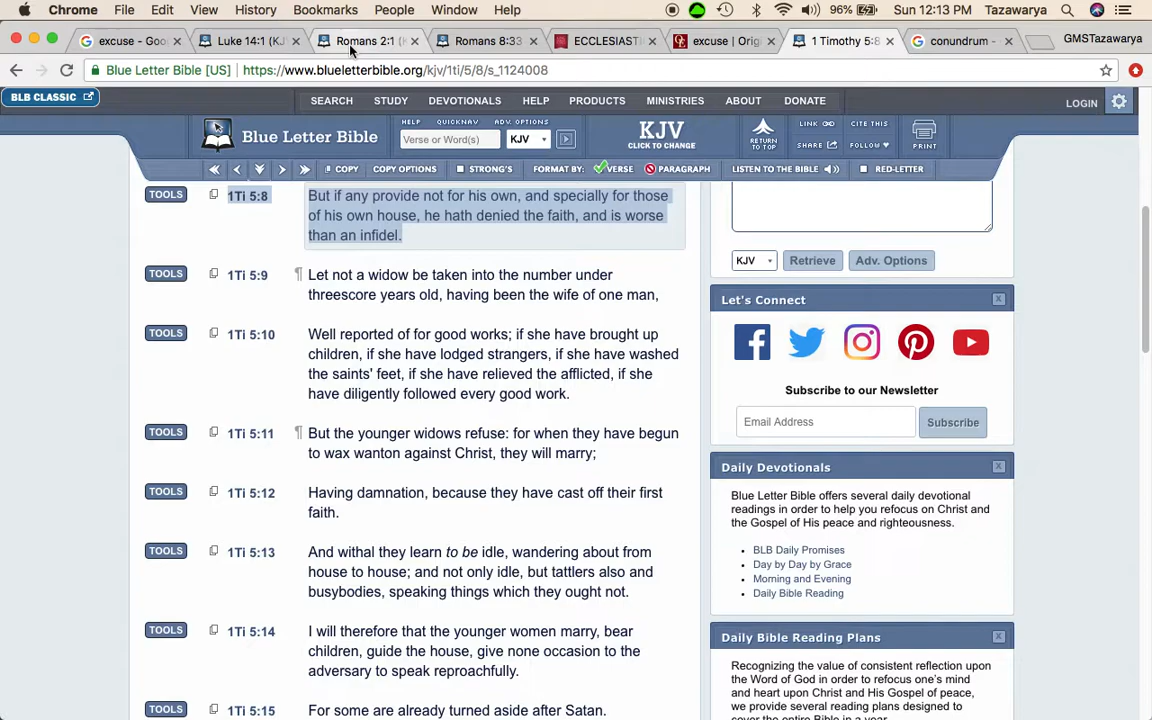 Chrome File Edit View History Bookmarks People Window Help 96% Sun 12:13 PM Tazawarya
excuse - Goo Luke 14:1 (KJ Romans 2:1 (K Romans 8:33 ECCLESIAST excuse | Orig 1 Timothy 5:8 conundrum - GMSTazawarya
Blue Letter Bible [US] https://www.blueletterbible.org/kjv/1ti/5/8/s_1124008
BLB CLASSIC SEARCH STUDY DEVOTIONALS HELP PRODUCTS MINISTRIES ABOUT DONATE LOGIN
HELP QUICKNAV ADV. OPTIONS
Blue Letter Bible Verse or Word(s) KJV
KJV
CLICK TO CHANGE
RETURN
TO TOP
LINK CITE THIS
SHARE FOLLOW PRINT
COPY COPY OPTIONS STRONG'S FORMAT BY: VERSE PARAGRAPH LISTEN TO THE BIBLE RED-LETTER
TOOLS 1Ti 5:8 But if any provide not for his own, and specially for those
of his own house, he hath denied the faith, and is worse
than an infidel.
TOOLS 1Ti 5:9 ¶ Let not a widow be taken into the number under
threescore years old, having been the wife of one man,
TOOLS 1Ti 5:10 Well reported of for good works; if she have brought up
children, if she have lodged strangers, if she have washed
the saints' feet, if she have relieved the afflicted, if she
have diligently followed every good work.
TOOLS 1Ti 5:11 ¶ But the younger widows refuse: for when they have begun
to wax wanton against Christ, they will marry;
TOOLS 1Ti 5:12 Having damnation, because they have cast off their first
faith.
TOOLS 1Ti 5:13 And withal they learn to be idle, wandering about from
house to house; and not only idle, but tattlers also and
busybodies, speaking things which they ought not.
TOOLS 1Ti 5:14 I will therefore that the younger women marry, bear
children, guide the house, give none occasion to the
adversary to speak reproachfully.
TOOLS 1Ti 5:15 For some are already turned aside after Satan.
KJV Retrieve Adv. Options
Let's Connect
Subscribe to our Newsletter
Email Address Subscribe
Daily Devotionals
Blue Letter Bible offers several daily devotional
readings in order to help you refocus on Christ and
the Gospel of His peace and righteousness.
BLB Daily Promises
Day by Day by Grace
Morning and Evening
Daily Bible Reading
Daily Bible Reading Plans
Recognizing the value of consistent reflection upon
the Word of God in order to refocus one's mind
and heart upon Christ and His Gospel of peace,
we provide several reading plans designed to
cover the entire Bible in a year.